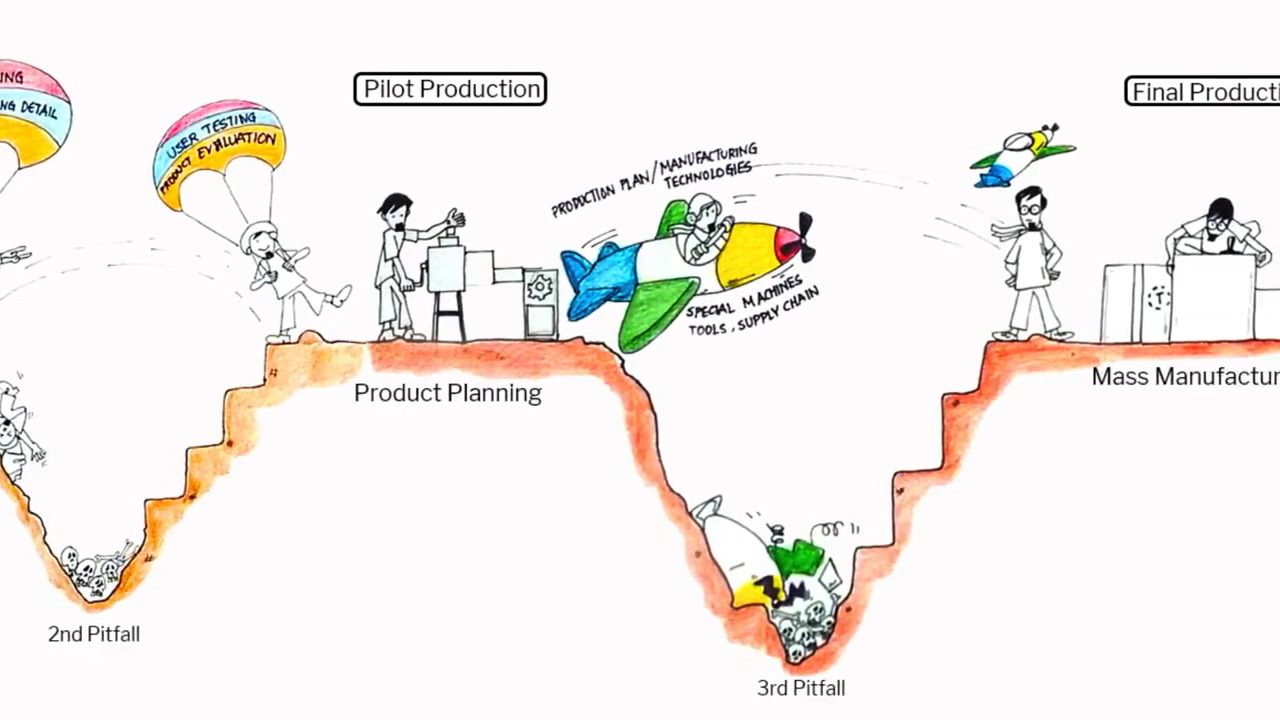 ING
NG DETAIL
USER TESTING
PRODUCT EVALUATION
Pilot Production
PRODUCTION PLAN/MANUFACTURING
TECHNOLOGIES
SPECIAL MACHINES
TOOLS, SUPPLY CHAIN
Final Producti
Product Planning
Mass Manufactur
2nd Pitfall
3rd Pitfall